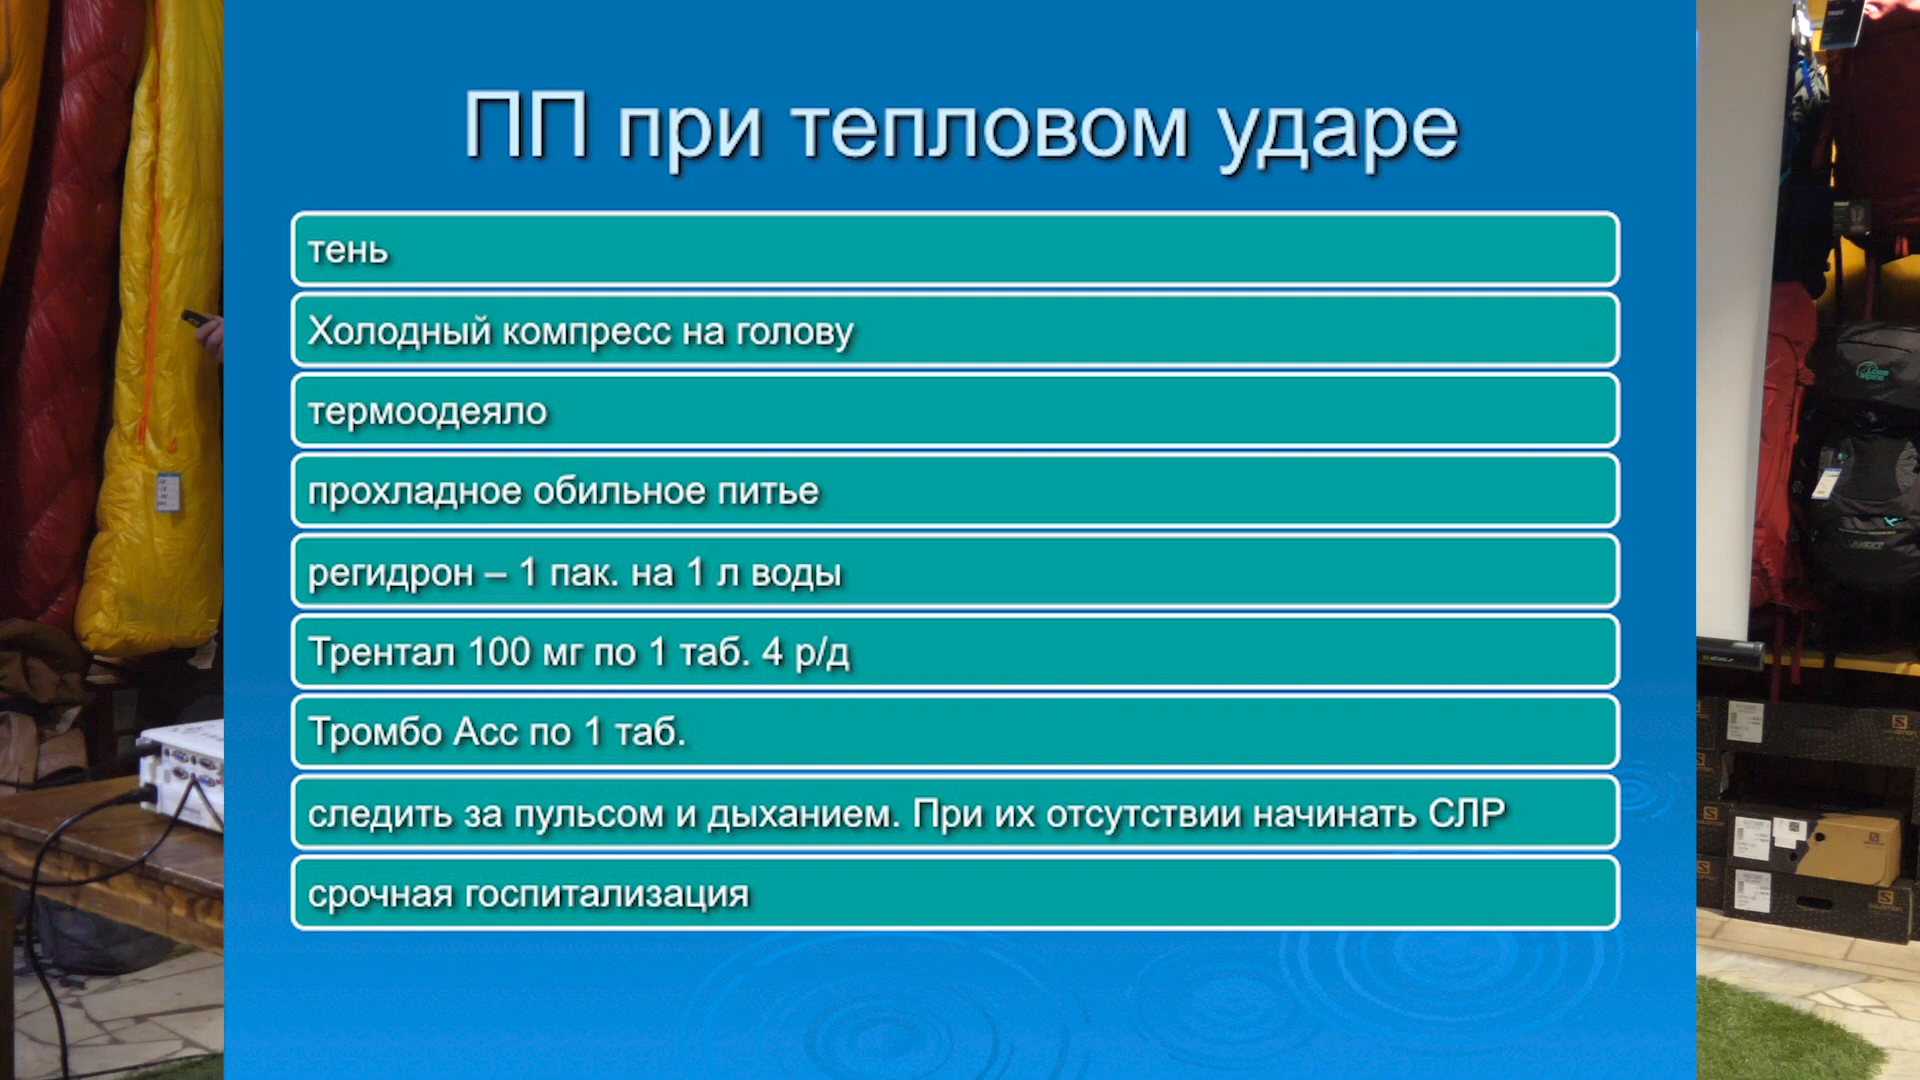 ПП при тепловом ударе
тень
Холодный компресс на голову
термоодеяло
прохладное обильное питье
регидрон – 1 пак. на 1 л воды
Трентал 100 мг по 1 таб. 4 р/д
Тромбо Асс по 1 таб.
следить за пульсом и дыханием. При их отсутствии начинать СЛР
срочная госпитализация